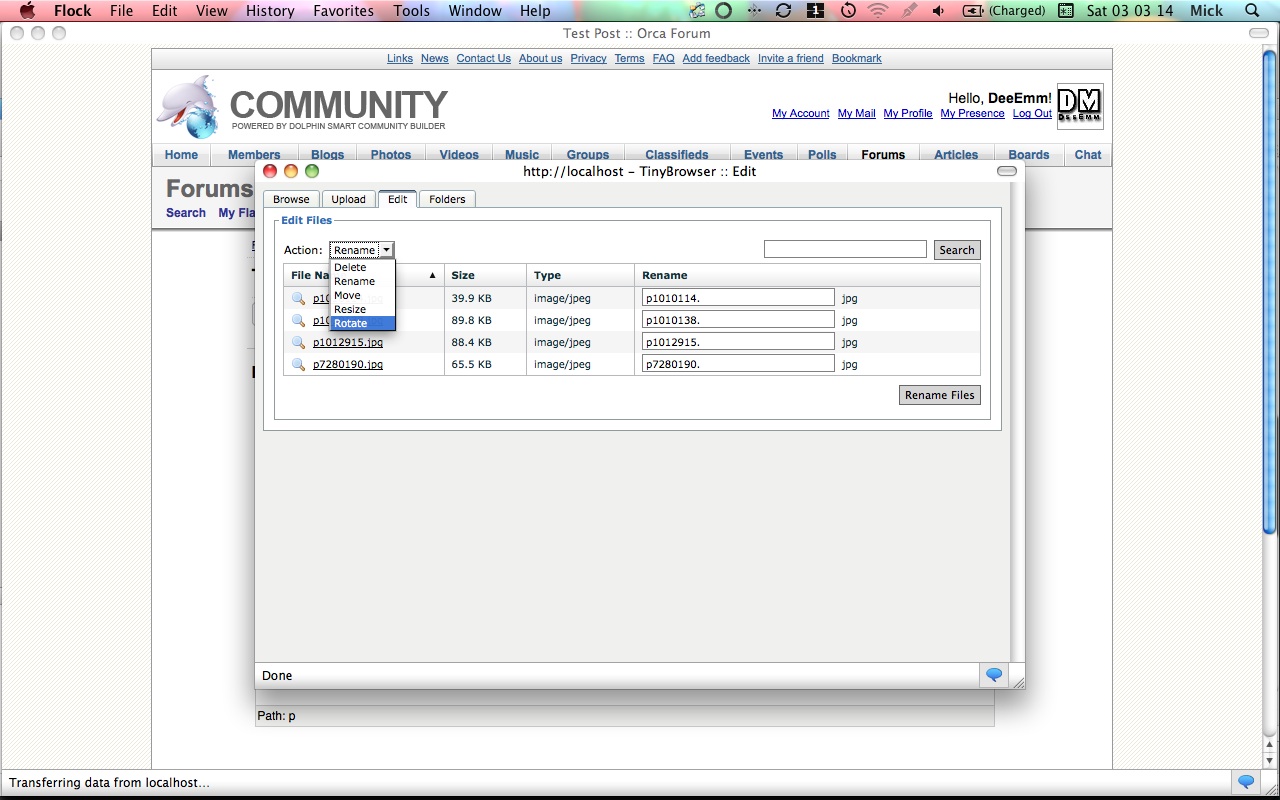 Flock File Edit View History Favorites Tools Window Help 1 (Charged) Sat 03 03 14 Mick
Test Post :: Orca Forum
Links News Contact Us About us Privacy Terms FAQ Add feedback Invite a friend Bookmark
COMMUNITY
POWERED BY DOLPHIN SMART COMMUNITY BUILDER
Hello, DeeEmm!
My Account My Mail My Profile My Presence Log Out
DM
DEEEMM
Home Members Blogs Photos Videos Music Groups Classifieds Events Polls Forums Articles Boards Chat
Forums
Search My Fla
http://localhost – TinyBrowser :: Edit
Browse Upload Edit Folders
Edit Files
Action: Rename Search
Delete
Rename
Move
Resize
Rotate
File Na Size Type Rename
p10 39.9 KB image/jpeg p1010114. jpg
p10 89.8 KB image/jpeg p1010138. jpg
p1012915.jpg 88.4 KB image/jpeg p1012915. jpg
p7280190.jpg 65.5 KB image/jpeg p7280190. jpg
Rename Files
Done
Path: p
Transferring data from localhost...